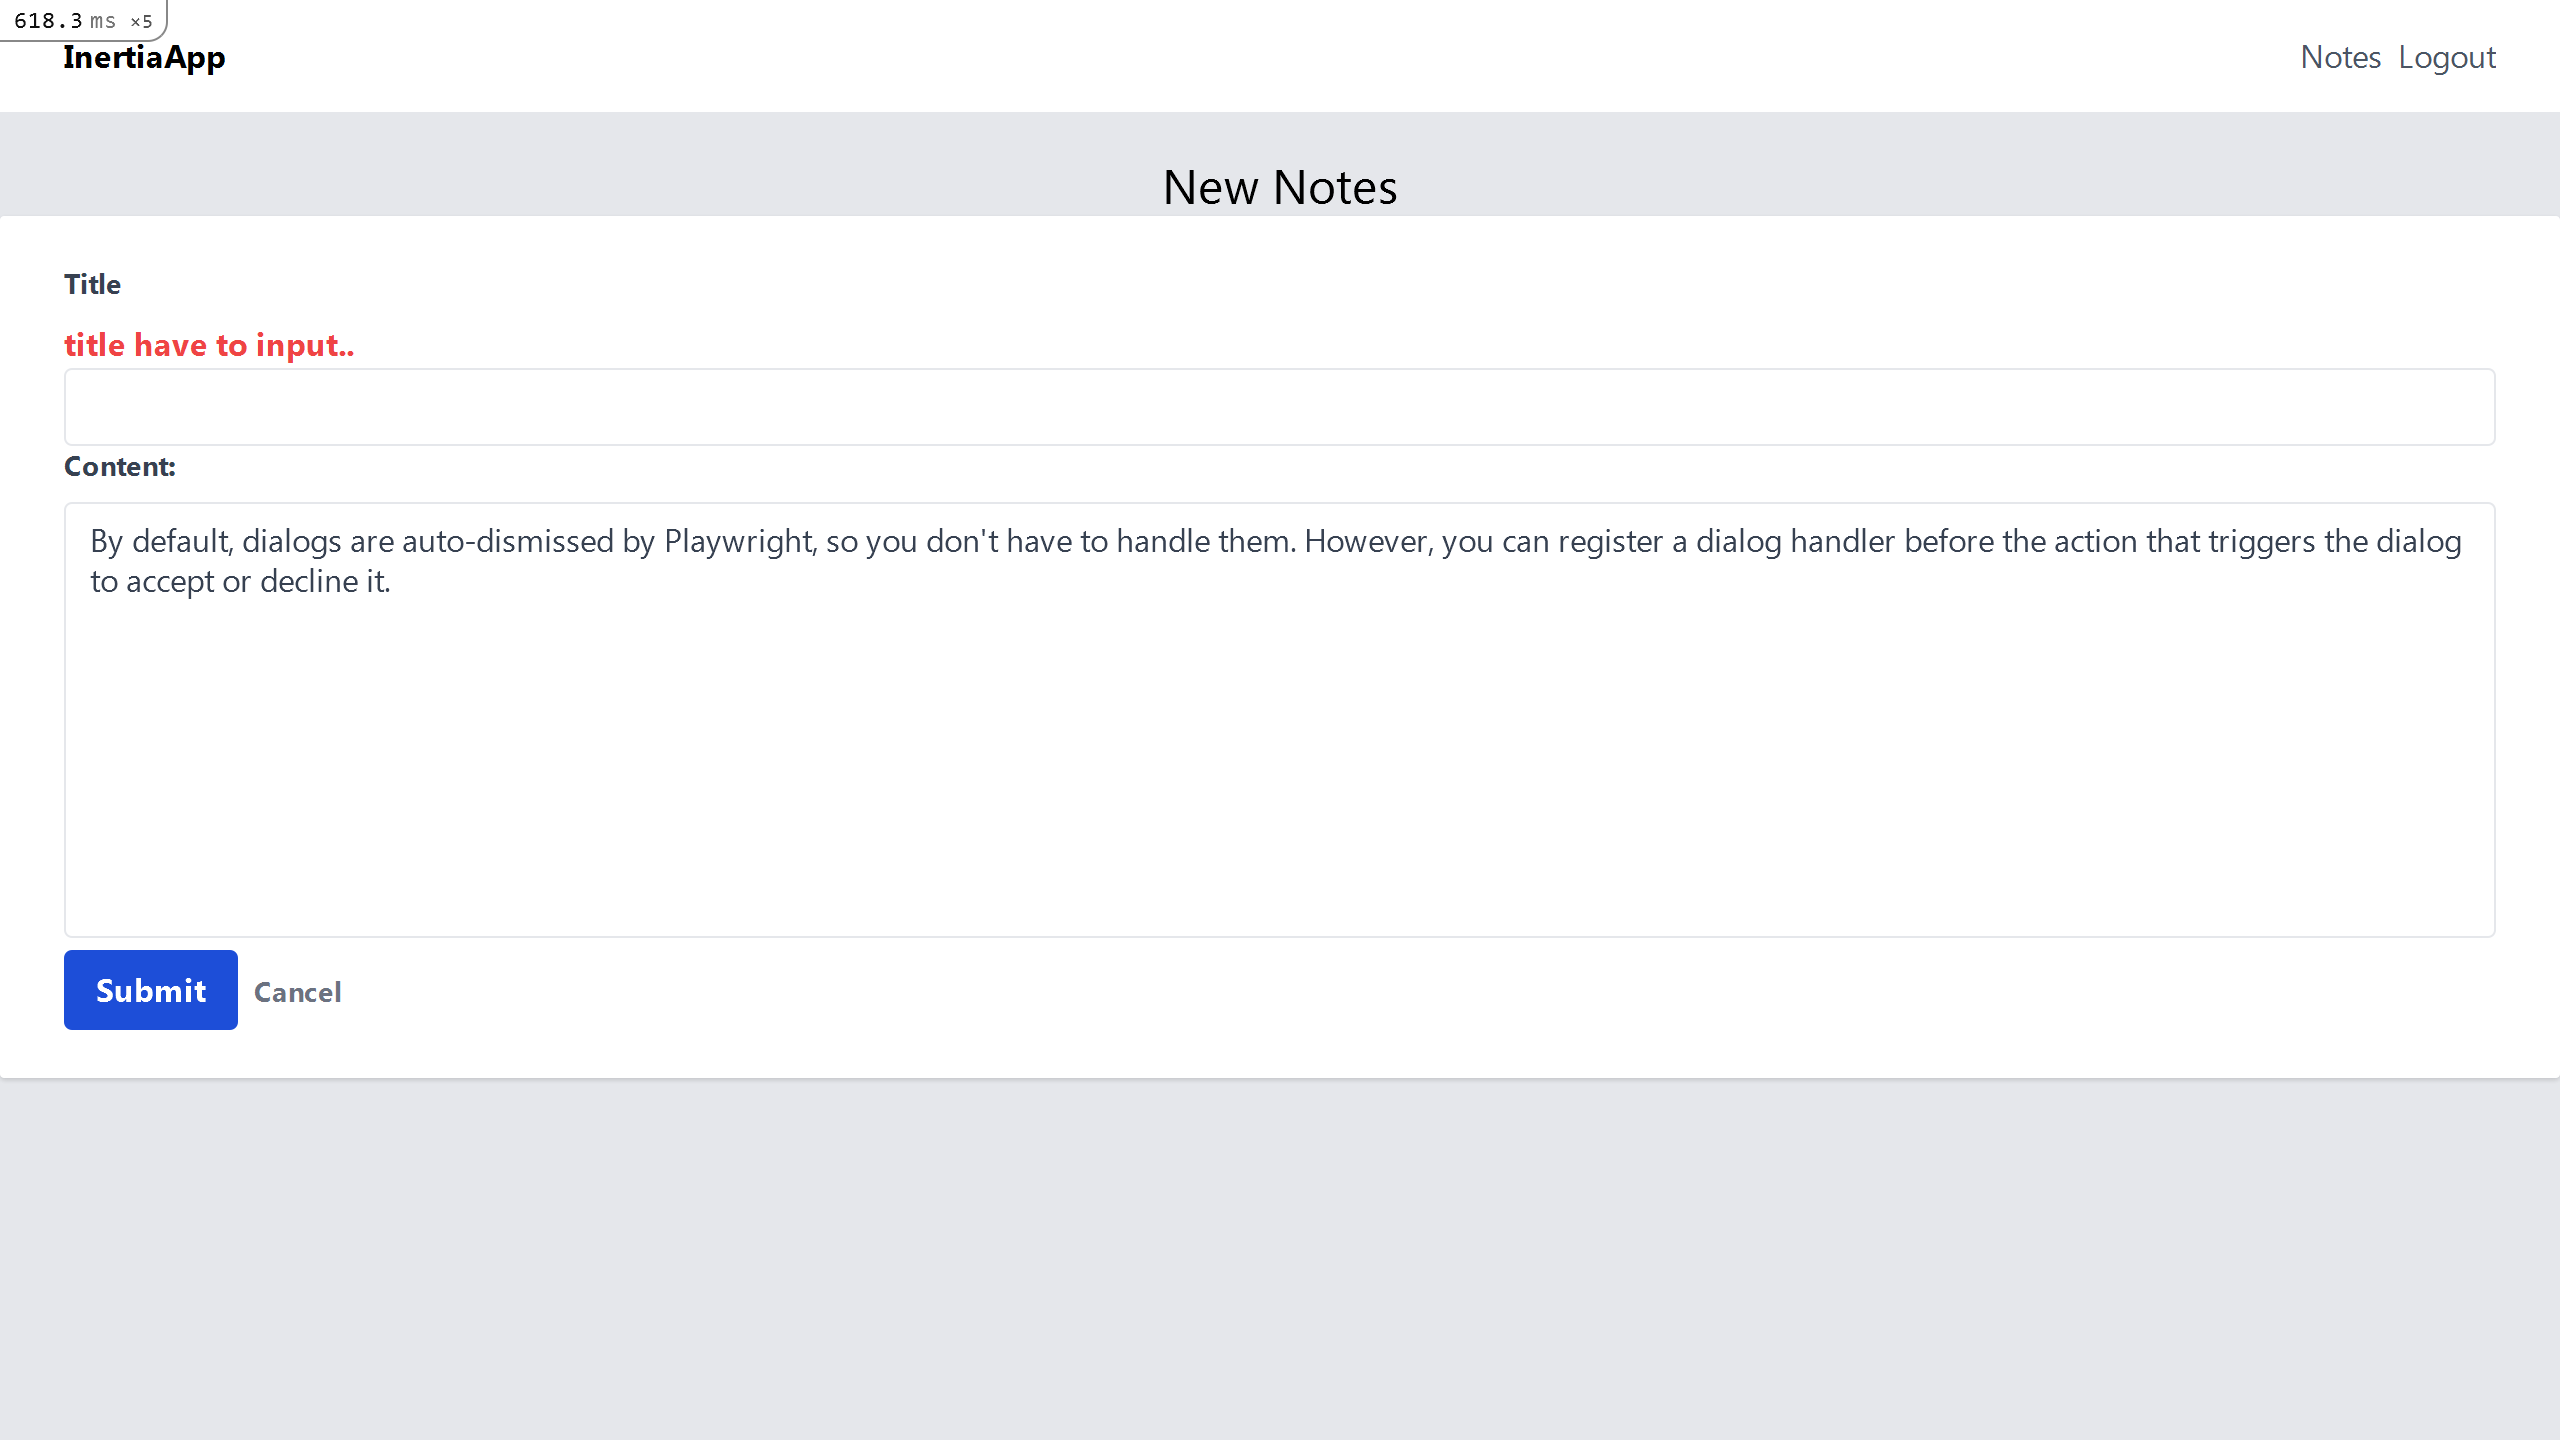 618.3 ms ×5
InertiaApp
Notes Logout
New Notes
Title
title have to input..
Content:
By default, dialogs are auto-dismissed by Playwright, so you don't have to handle them. However, you can register a dialog handler before the action that triggers the dialog
to accept or decline it.
Submit Cancel